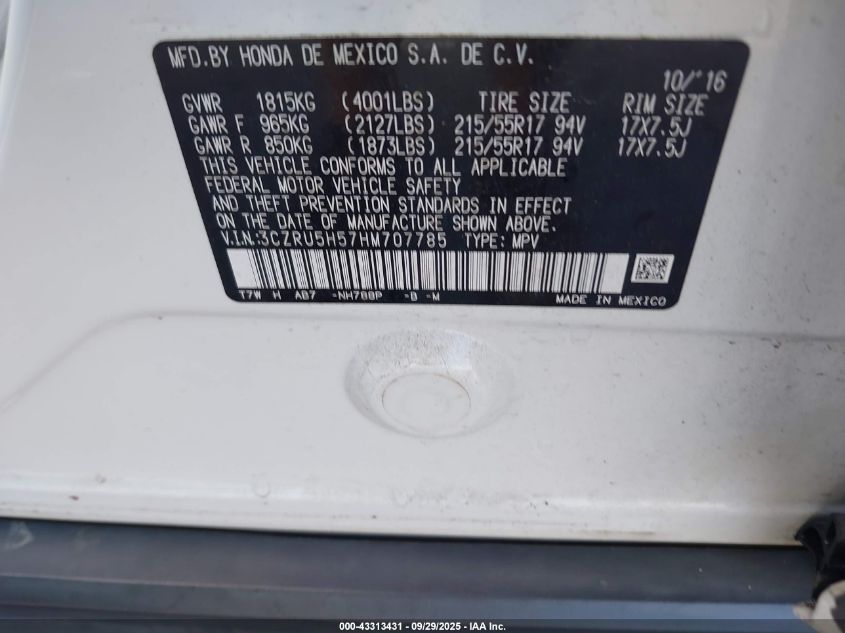 MFD.BY HONDA DE MEXICO S.A. DE C.V.
10/'16
GVWR 1815KG (4001LBS) TIRE SIZE RIM SIZE
GAWR F 965KG (2127LBS) 215/55R17 94V 17X7.5J
GAWR R 850KG (1873LBS) 215/55R17 94V 17X7.5J
THIS VEHICLE CONFORMS TO ALL APPLICABLE
FEDERAL MOTOR VEHICLE SAFETY
AND THEFT PREVENTION STANDARDS IN EFFECT
ON THE DATE OF MANUFACTURE SHOWN ABOVE.
V.I.N.:3CZRU5H57HM707785 TYPE: MPV
T7W H AB7 -NH788P -B -M MADE IN MEXICO
000-43313431 - 09/29/2025 - IAA Inc.